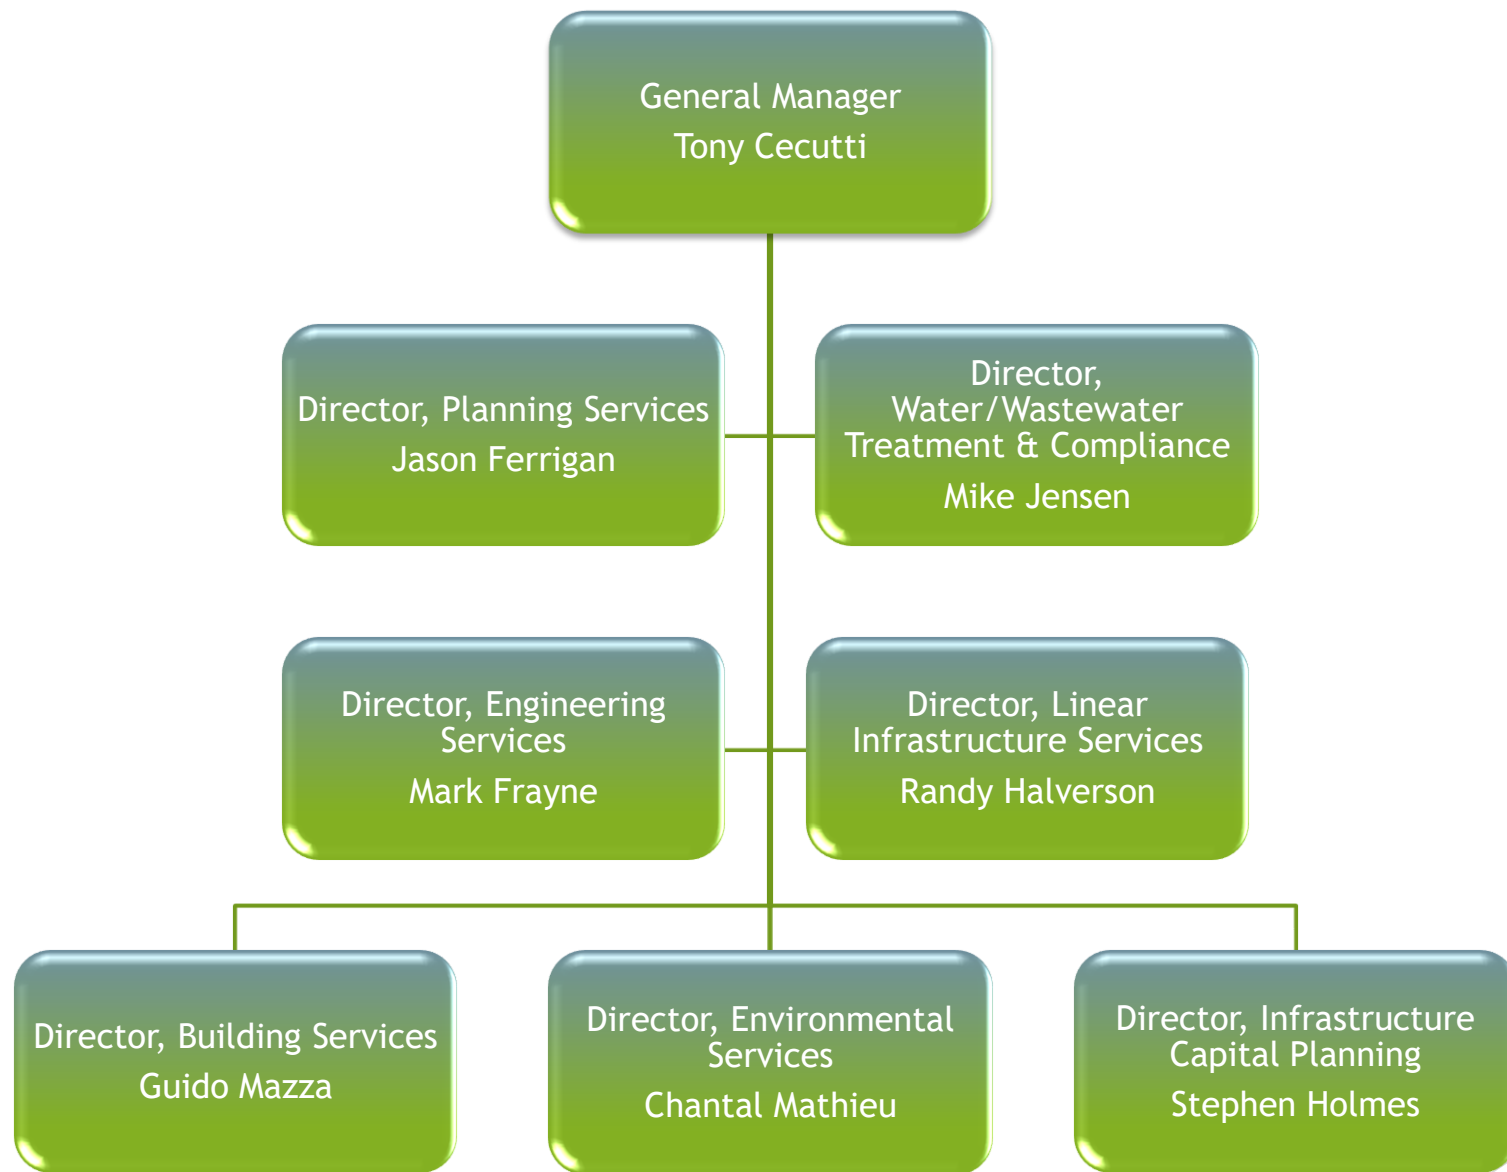 General Manager
Tony Cecutti
Director, Planning Services
Jason Ferrigan
Director,
Water/Wastewater
Treatment & Compliance
Mike Jensen
Director, Engineering
Services
Mark Frayne
Director, Linear
Infrastructure Services
Randy Halverson
Director, Building Services
Guido Mazza
Director, Environmental
Services
Chantal Mathieu
Director, Infrastructure
Capital Planning
Stephen Holmes